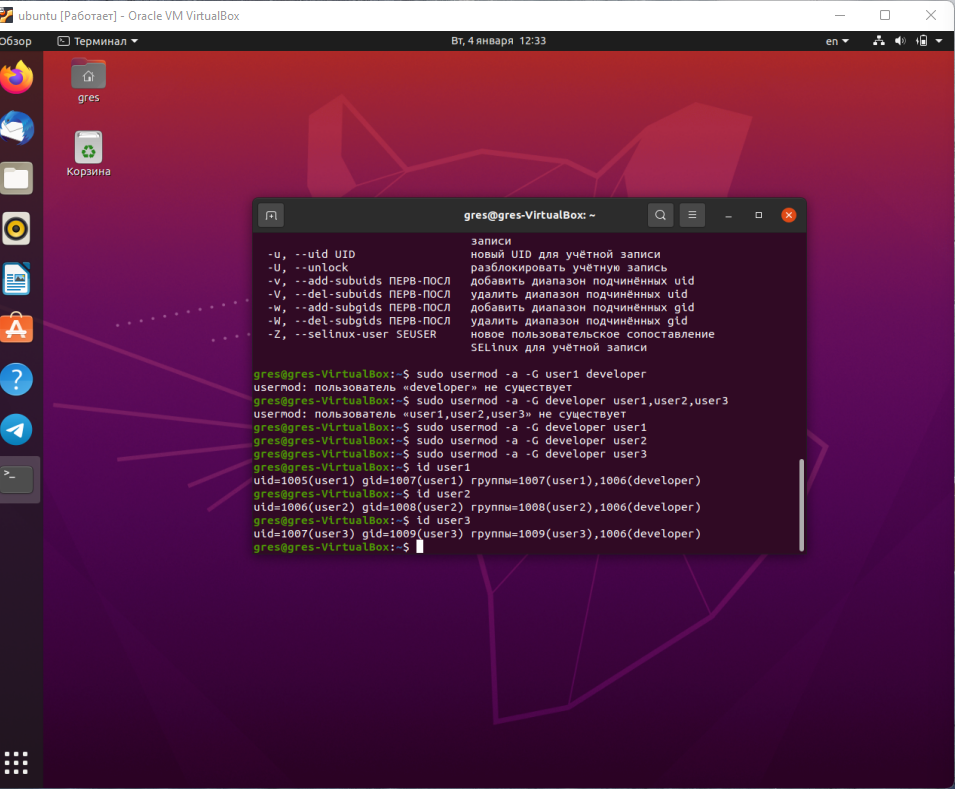 ubuntu [Работает] - Oracle VM VirtualBox
Обзор Терминал Вт, 4 января 12:33 en
gres
Корзина
gres@gres-VirtualBox: ~
записи
-u, --uid UID новый UID для учётной записи
-U, --unlock разблокировать учётную запись
-v, --add-subuids ПЕРВ-ПОСЛ добавить диапазон подчинённых uid
-V, --del-subuids ПЕРВ-ПОСЛ удалить диапазон подчинённых uid
-w, --add-subgids ПЕРВ-ПОСЛ добавить диапазон подчинённых gid
-W, --del-subgids ПЕРВ-ПОСЛ удалить диапазон подчинённых gid
-Z, --selinux-user SEUSER новое пользовательское сопоставление
SELinux для учётной записи
gres@gres-VirtualBox:~$ sudo usermod -a -G user1 developer
usermod: пользователь «developer» не существует
gres@gres-VirtualBox:~$ sudo usermod -a -G developer user1,user2,user3
usermod: пользователь «user1,user2,user3» не существует
gres@gres-VirtualBox:~$ sudo usermod -a -G developer user1
gres@gres-VirtualBox:~$ sudo usermod -a -G developer user2
gres@gres-VirtualBox:~$ sudo usermod -a -G developer user3
gres@gres-VirtualBox:~$ id user1
uid=1005(user1) gid=1007(user1) группы=1007(user1),1006(developer)
gres@gres-VirtualBox:~$ id user2
uid=1006(user2) gid=1008(user2) группы=1008(user2),1006(developer)
gres@gres-VirtualBox:~$ id user3
uid=1007(user3) gid=1009(user3) группы=1009(user3),1006(developer)
gres@gres-VirtualBox:~$